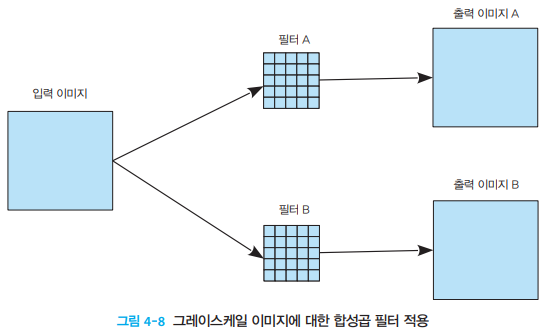 출력 이미지 A
필터 A
입력 이미지
출력 이미지 B
필터 B
그림 4-8 그레이스케일 이미지에 대한 합성곱 필터 적용